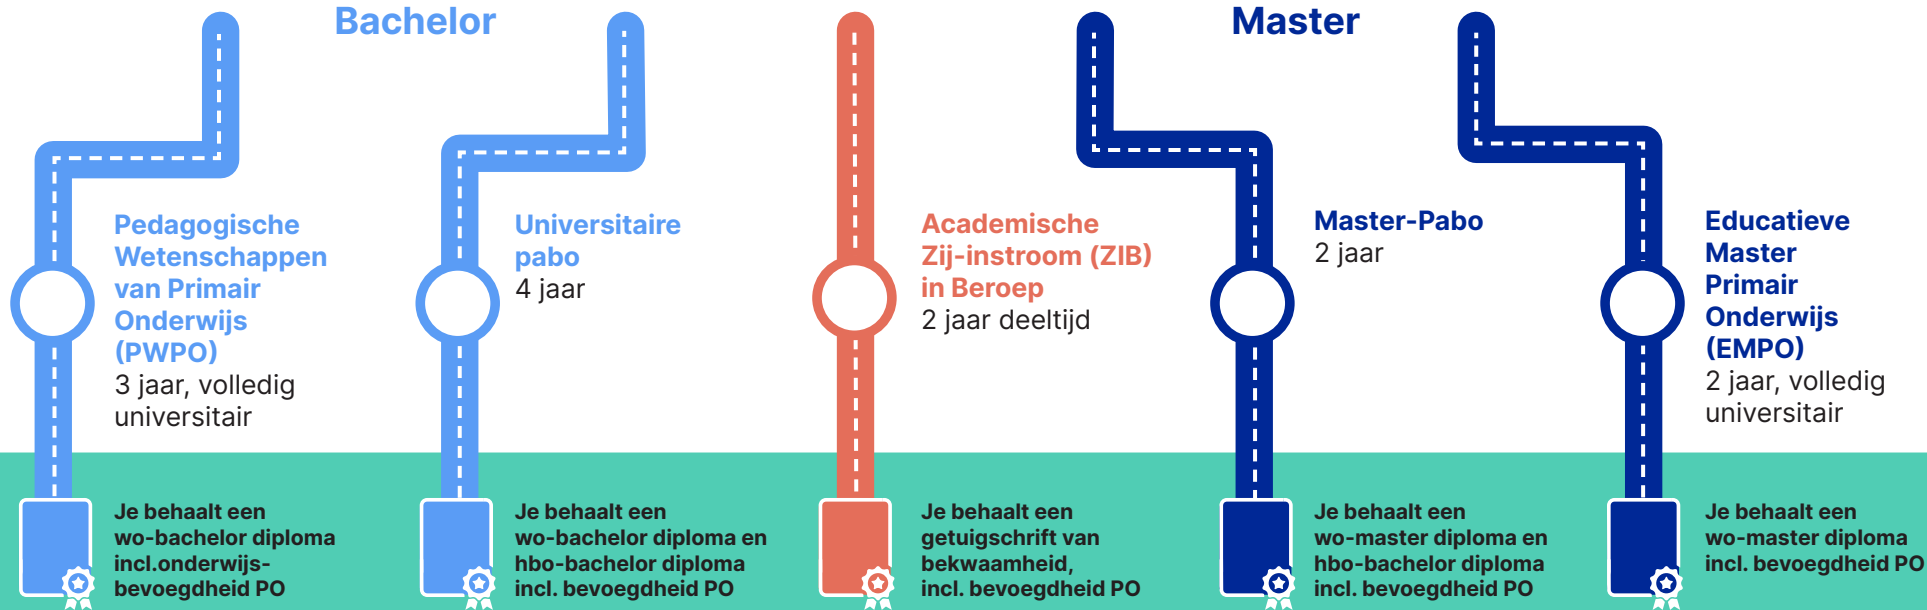 Bachelor
Master
Pedagogische
Wetenschappen
van Primair
Onderwijs
(PWPO)
3 jaar, volledig
universitair
Universitaire
pabo
4 jaar
Academische
Zij-instroom (ZIB)
in Beroep
2 jaar deeltijd
Master-Pabo
2 jaar
Educatieve
Master
Primair
Onderwijs
(EMPO)
2 jaar, volledig
universitair
Je behaalt een
wo-bachelor diploma
incl.onderwijs-
bevoegdheid PO
Je behaalt een
wo-bachelor diploma en
hbo-bachelor diploma
incl. bevoegdheid PO
Je behaalt een
getuigschrift van
bekwaamheid,
incl. bevoegdheid PO
Je behaalt een
wo-master diploma en
hbo-bachelor diploma
incl. bevoegdheid PO
Je behaalt een
wo-master diploma
incl. bevoegdheid PO